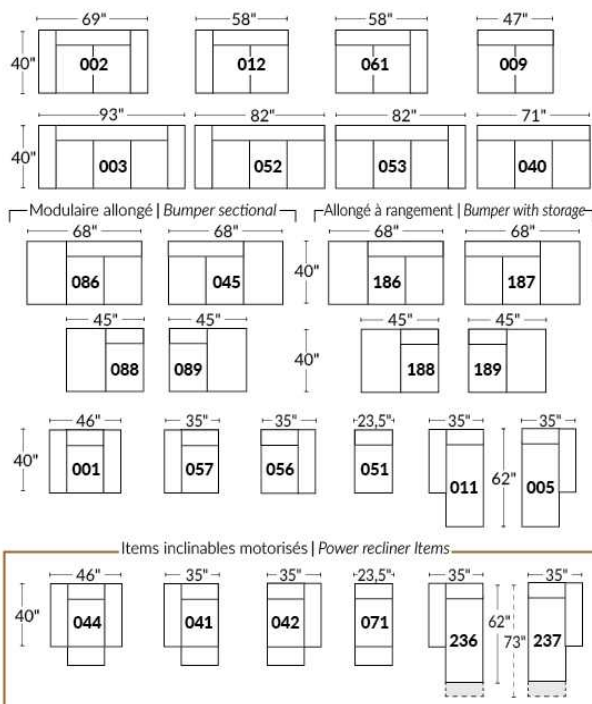 69" 58" 58" 47"
40" 002 012 061 009
93" 82" 82" 71"
40" 003 052 053 040
Modulaire allongé | Bumper sectional Allongé à rangement | Bumper with storage
68" 68" 68" 68"
086 045 40" 186 187
45" 45" 45" 45"
088 089 40" 188 189
46" 35" 35" 23,5" 35" 35"
40" 001 057 056 051 011 62" 005
Items inclinables motorisés | Power recliner Items
46" 35" 35" 23,5" 35" 35"
40" 044 041 042 071 236 62" 73" 237